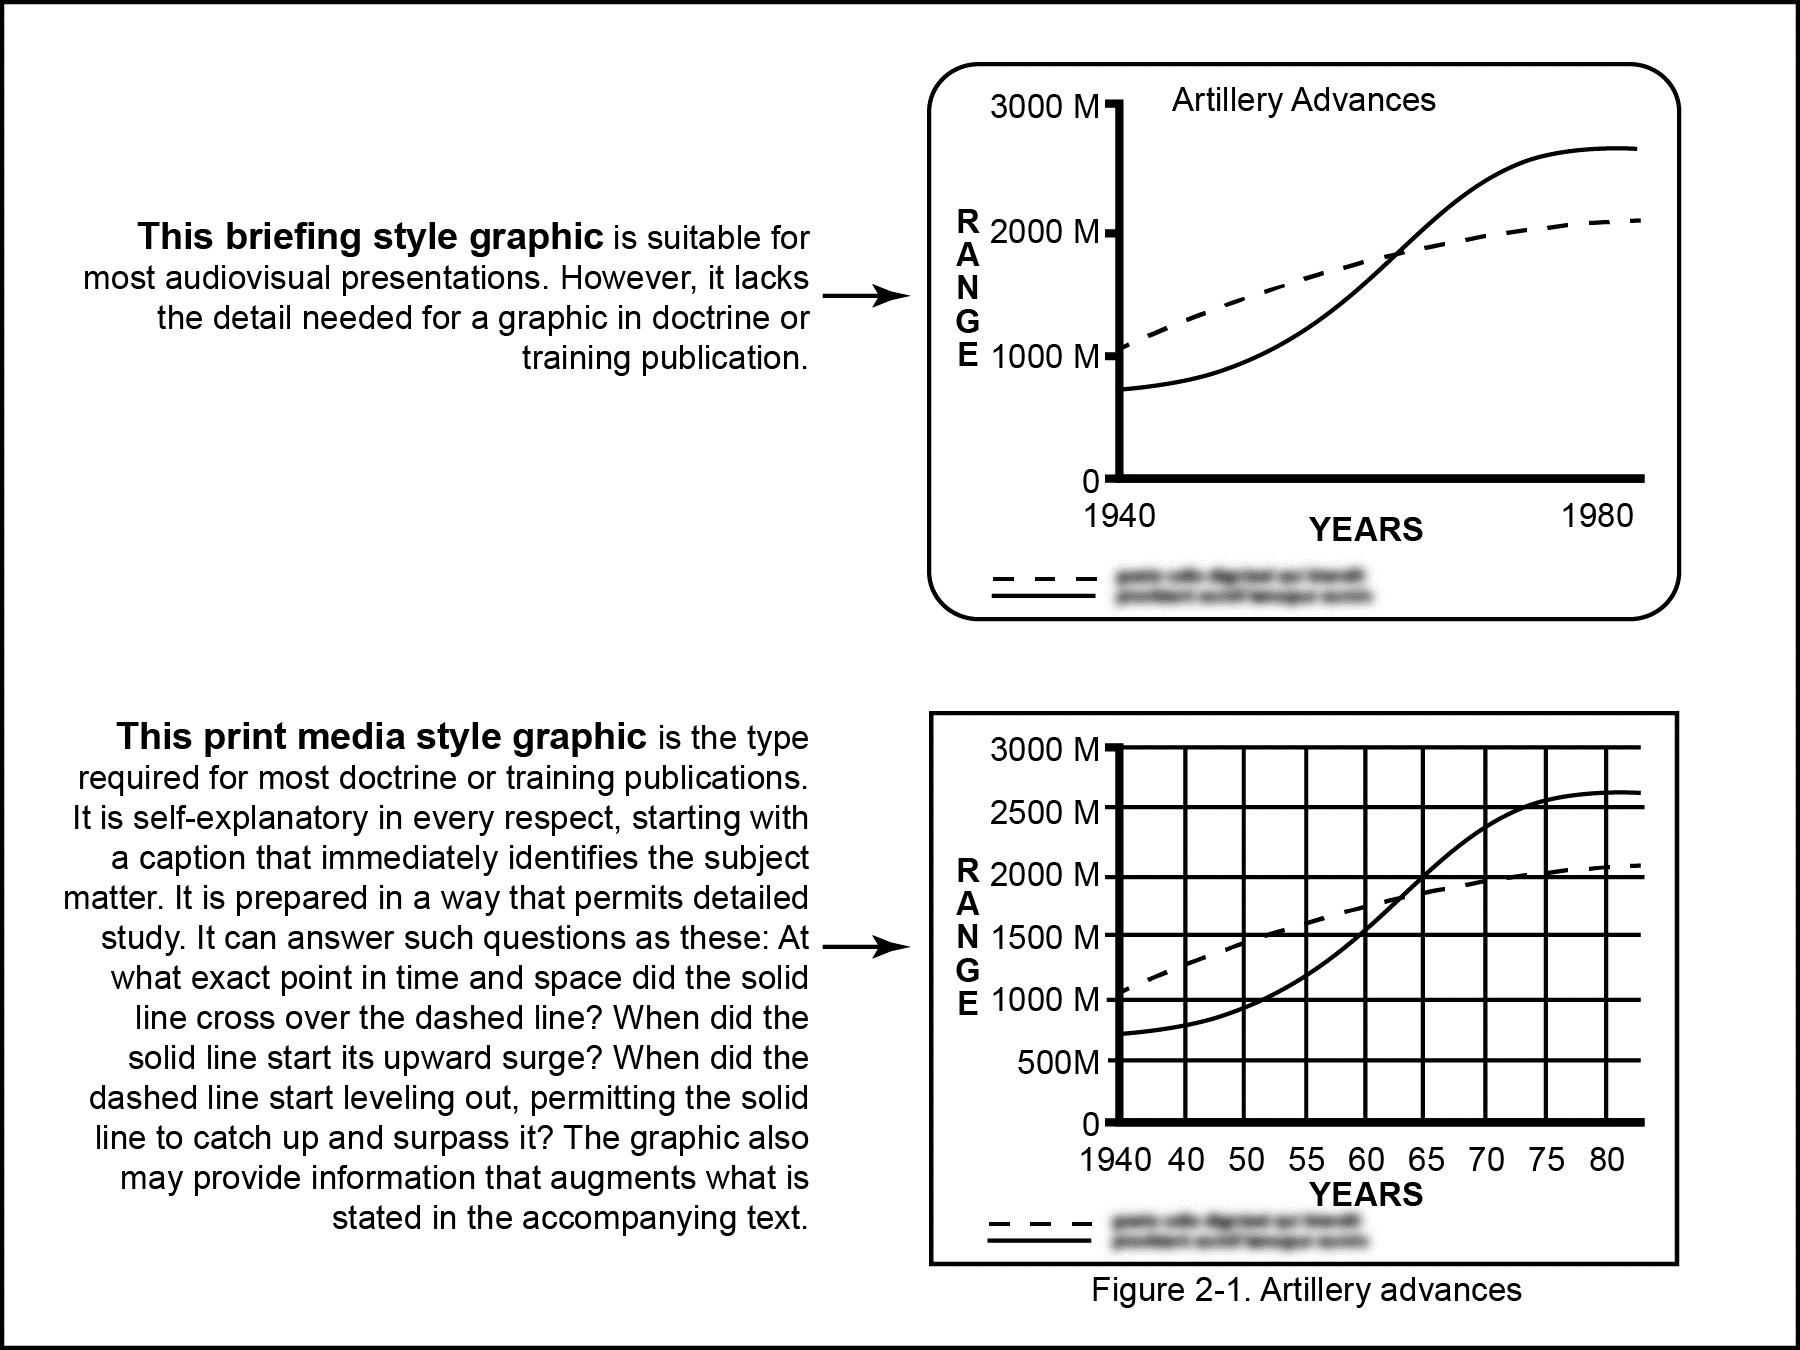 This briefing style graphic is suitable for
most audiovisual presentations. However, it lacks
the detail needed for a graphic in doctrine or
training publication.
Artillery Advances
3000 M
2000 M
1000 M
0
RANGE
1940
1980
YEARS
This print media style graphic is the type
required for most doctrine or training publications.
It is self-explanatory in every respect, starting with
a caption that immediately identifies the subject
matter. It is prepared in a way that permits detailed
study. It can answer such questions as these: At
what exact point in time and space did the solid
line cross over the dashed line? When did the
solid line start its upward surge? When did the
dashed line start leveling out, permitting the solid
line to catch up and surpass it? The graphic also
may provide information that augments what is
stated in the accompanying text.
3000 M
2500 M
2000 M
1500 M
1000 M
500M
0
RANGE
1940 40 50 55 60 65 70 75 80
YEARS
Figure 2-1. Artillery advances